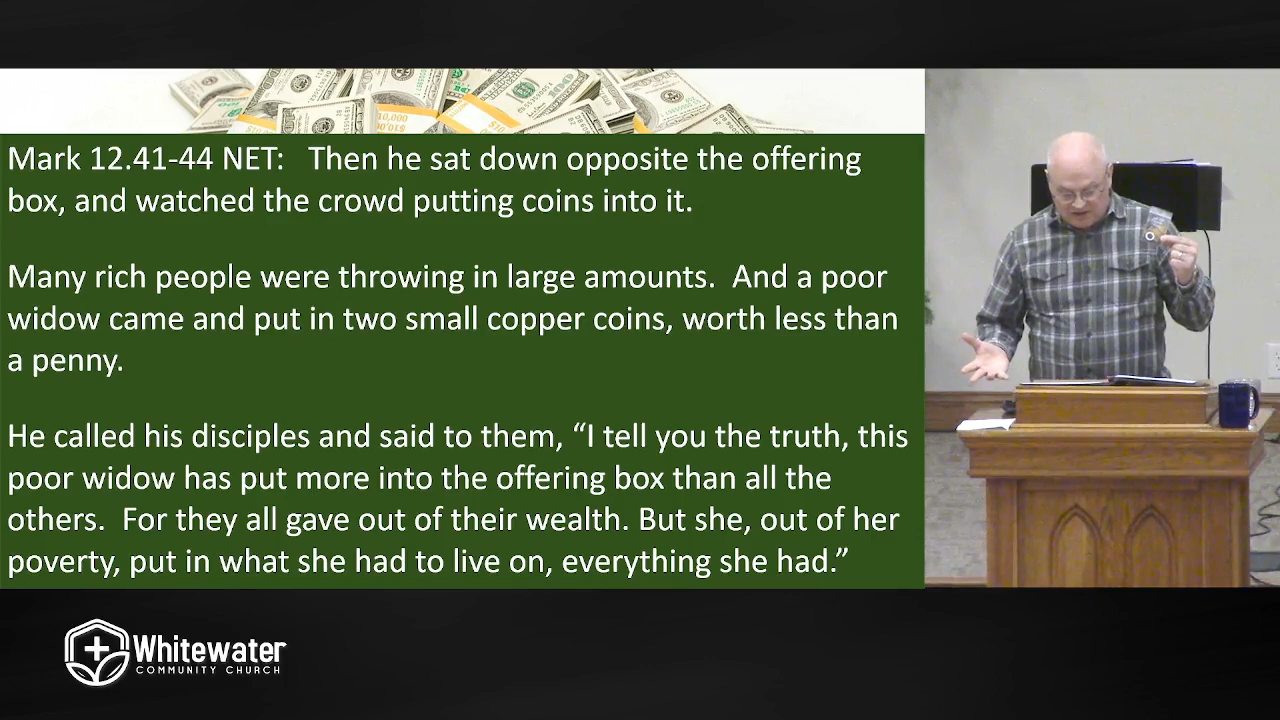 Mark 12.41-44 NET: Then he sat down opposite the offering
box, and watched the crowd putting coins into it.
Many rich people were throwing in large amounts. And a poor
widow came and put in two small copper coins, worth less than
a penny.
He called his disciples and said to them, “I tell you the truth, this
poor widow has put more into the offering box than all the
others. For they all gave out of their wealth. But she, out of her
poverty, put in what she had to live on, everything she had.”
Whitewater
COMMUNITY CHURCH